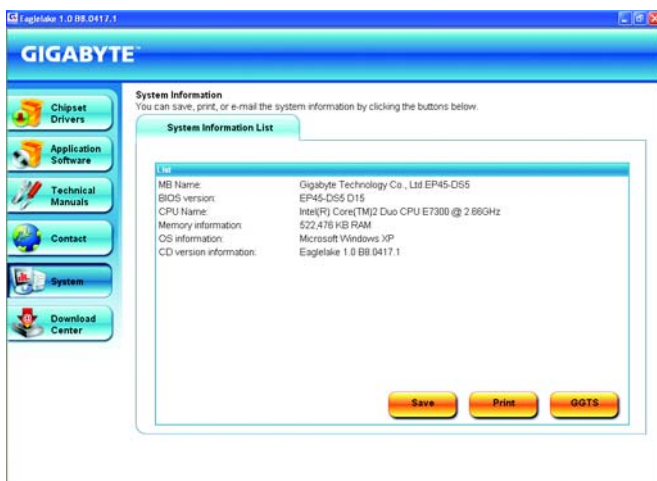 Eaglelake 1.0 B8.0417.1
GIGABYTE™
Chipset
Drivers
Application
Software
Technical
Manuals
Contact
System
Download
Center
System Information
You can save, print, or e-mail the system information by clicking the buttons below.
System Information List
List
MB Name: Gigabyte Technology Co., Ltd.EP45-DS5
BIOS version: EP45-DS5 D15
CPU Name: Intel(R) Core(TM)2 Duo CPU E7300 @ 2.66GHz
Memory information: 522,476 KB RAM
OS information: Microsoft Windows XP
CD version information: Eaglelake 1.0 B8.0417.1
Save Print GGTS